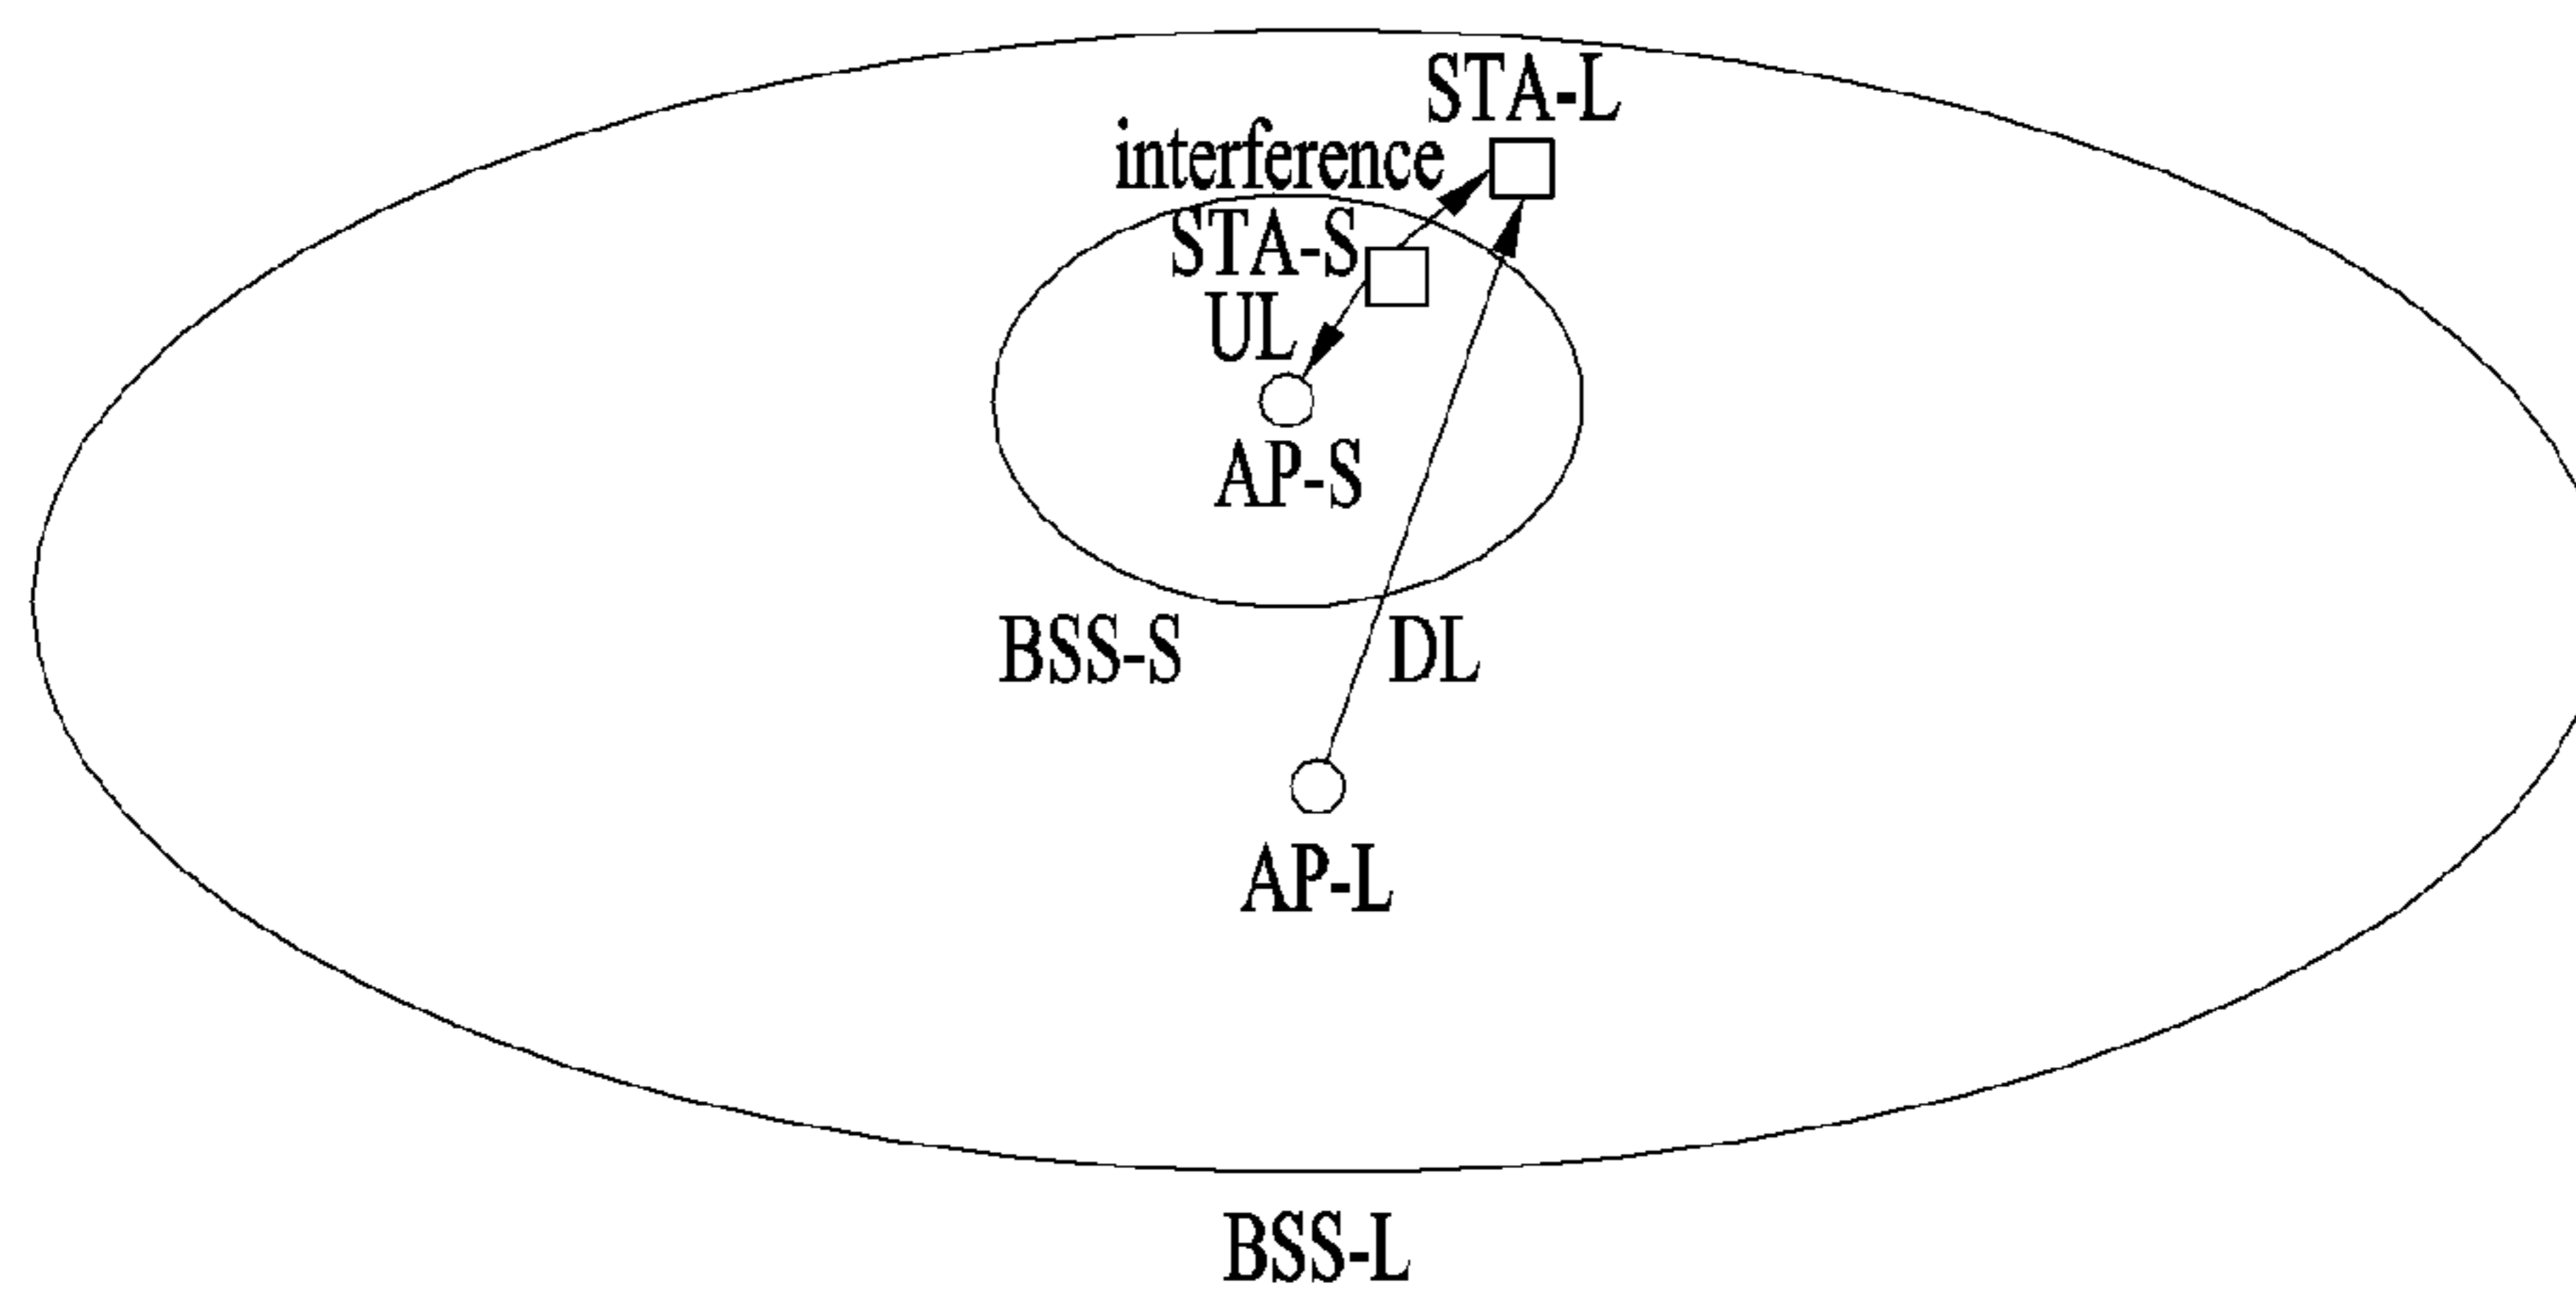 STA-L
interference
STA-S
UL
AP-S
BSS-S
DL
AP-L
BSS-L